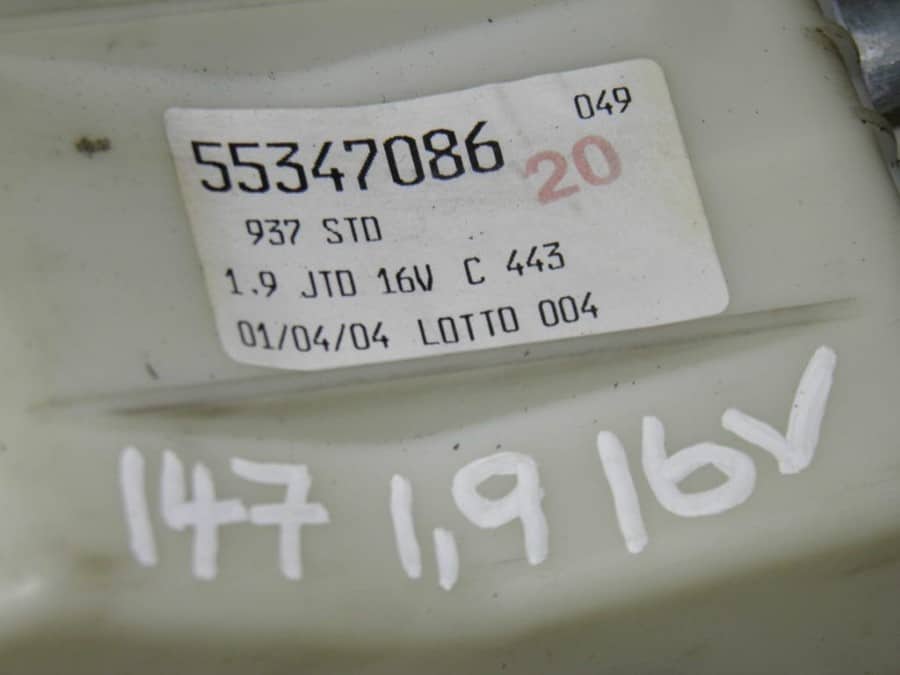 049
55347086
20
937 STD
1.9 JTD 16V C 443
01/04/04 LOTTO 004
147 1,9 16V